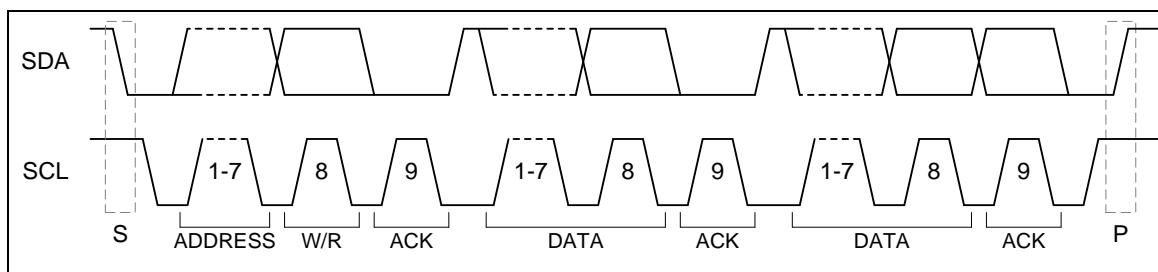 SDA
SCL 1-7 8 9 1-7 8 9 1-7 8 9
S ADDRESS W/R ACK DATA ACK DATA ACK P